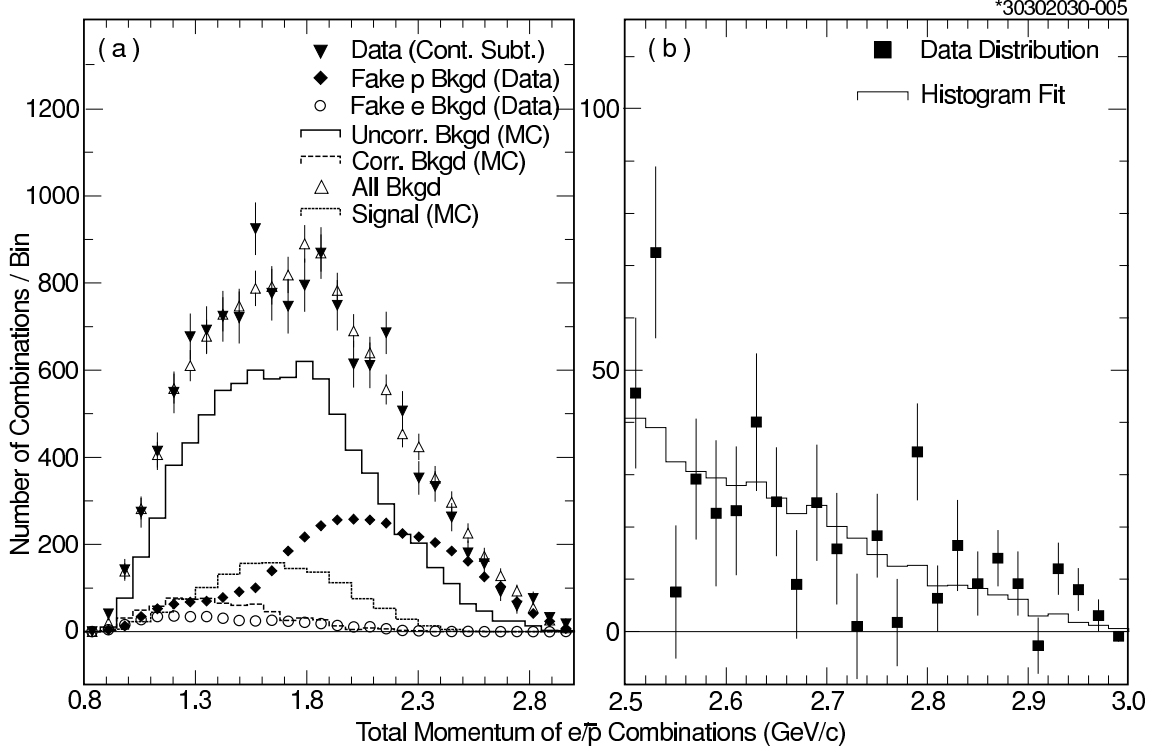 *30302030-005
( a )
Data (Cont. Subt.)
Fake p Bkgd (Data)
Fake e Bkgd (Data)
Uncorr. Bkgd (MC)
Corr. Bkgd (MC)
All Bkgd
Signal (MC)
1200
1000
800
600
400
200
0
Number of Combinations / Bin
0.8
1.3
1.8
2.3
2.8
( b )
Data Distribution
Histogram Fit
100
50
0
2.5
2.6
2.7
2.8
2.9
3.0
Total Momentum of e/p̅ Combinations (GeV/c)